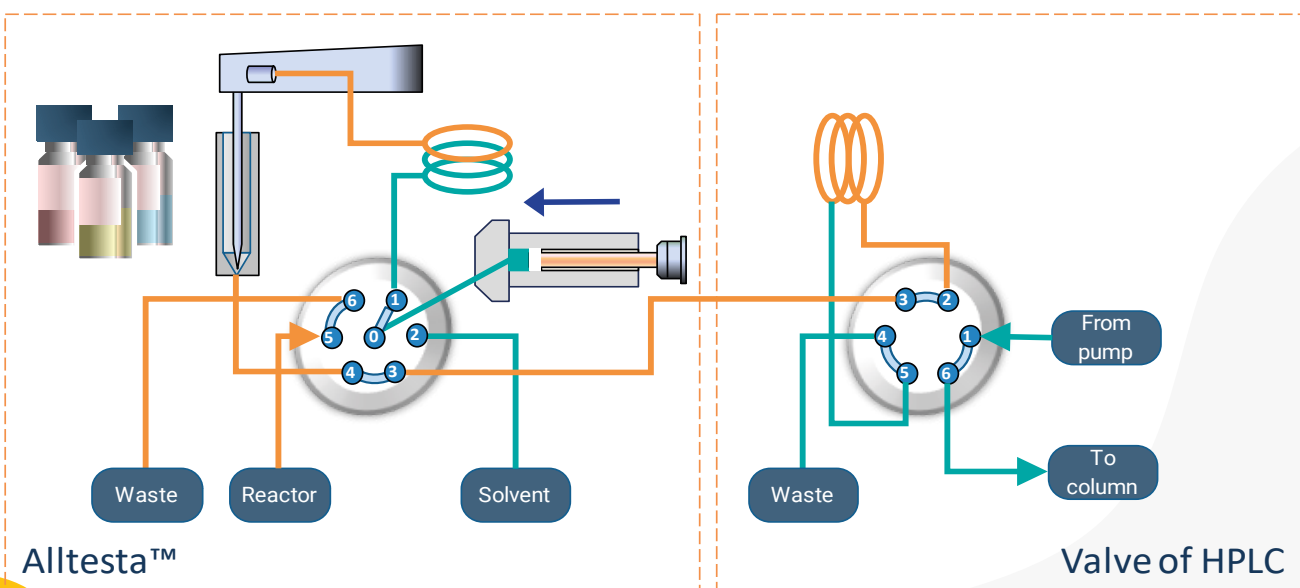 6
1
5
0
2
4
3
3
2
4
1
5
6
From
pump
To
column
Waste
Reactor
Solvent
Waste
Alltesta™
Valve of HPLC